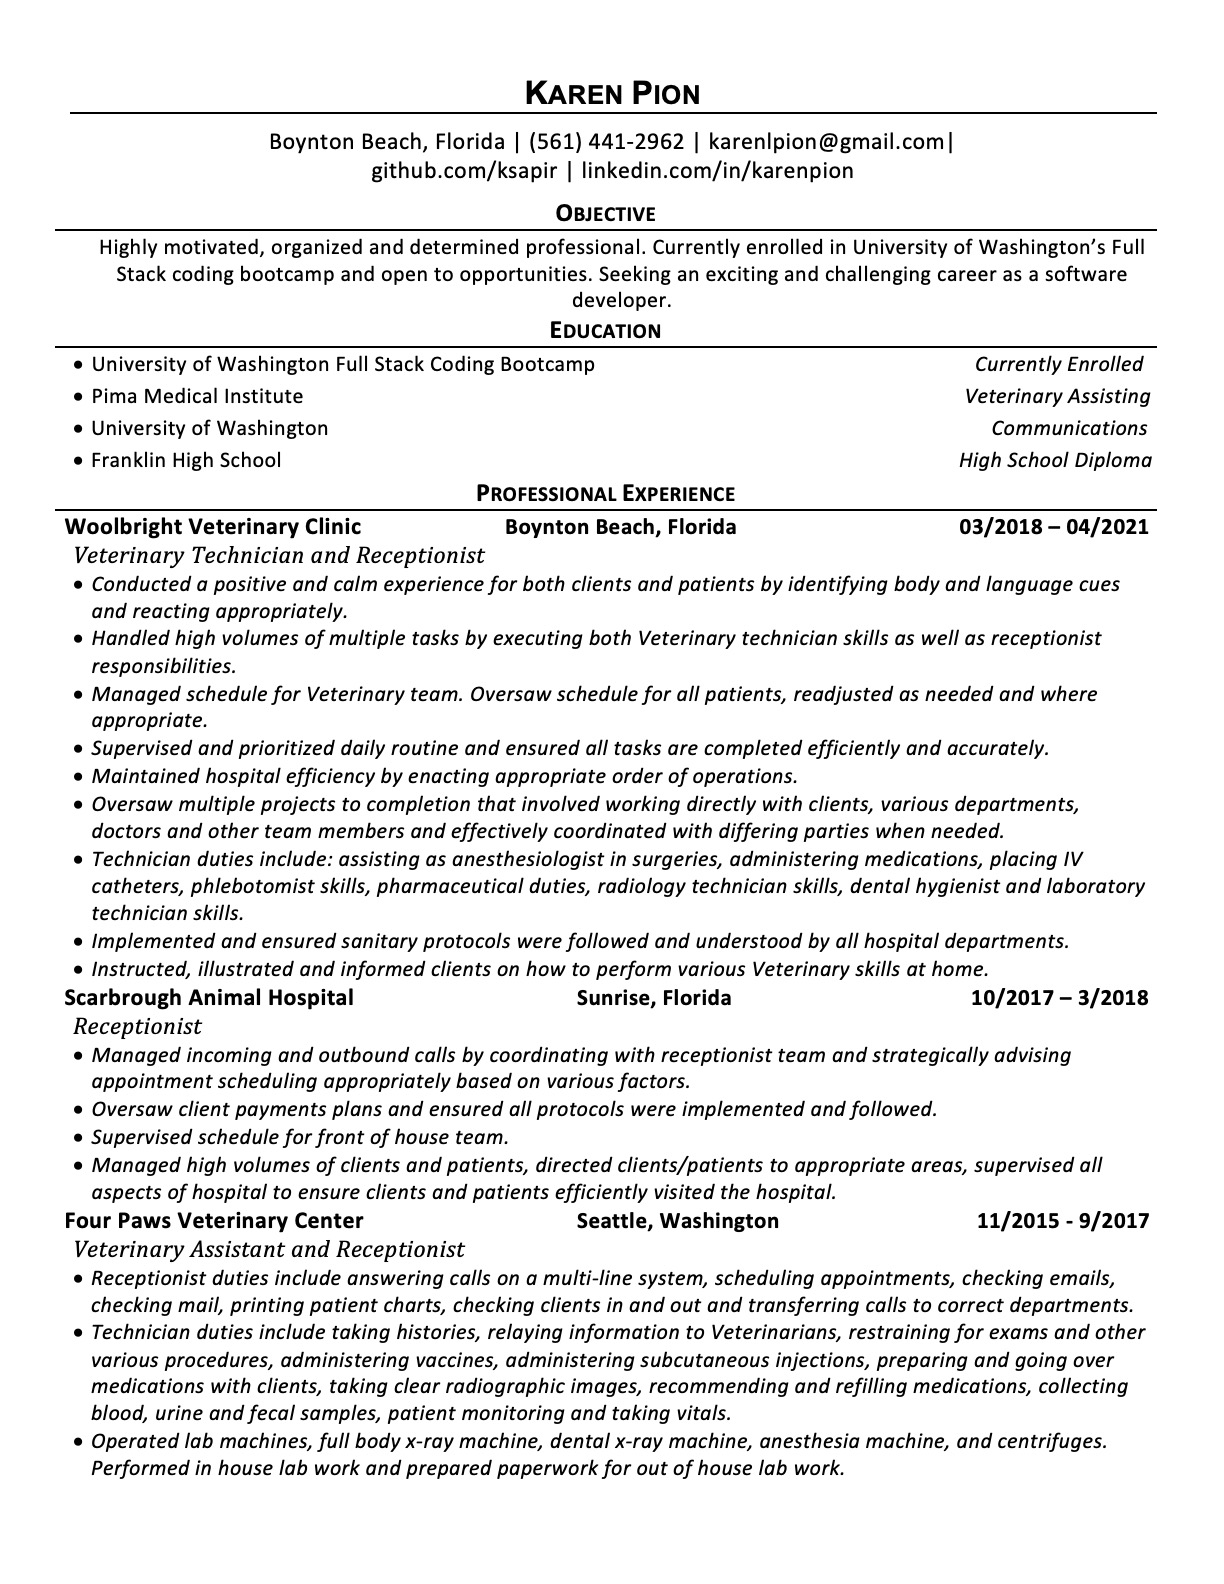 KAREN PION
Boynton Beach, Florida | (561) 441-2962 | karenlpion@gmail.com|
github.com/ksapir | linkedin.com/in/karenpion
OBJECTIVE
Highly motivated, organized and determined professional. Currently enrolled in University of Washington’s Full
Stack coding bootcamp and open to opportunities. Seeking an exciting and challenging career as a software
developer.
EDUCATION
• University of Washington Full Stack Coding Bootcamp Currently Enrolled
• Pima Medical Institute Veterinary Assisting
• University of Washington Communications
• Franklin High School High School Diploma
PROFESSIONAL EXPERIENCE
Woolbright Veterinary Clinic Boynton Beach, Florida 03/2018 – 04/2021
Veterinary Technician and Receptionist
• Conducted a positive and calm experience for both clients and patients by identifying body and language cues
and reacting appropriately.
• Handled high volumes of multiple tasks by executing both Veterinary technician skills as well as receptionist
responsibilities.
• Managed schedule for Veterinary team. Oversaw schedule for all patients, readjusted as needed and where
appropriate.
• Supervised and prioritized daily routine and ensured all tasks are completed efficiently and accurately.
• Maintained hospital efficiency by enacting appropriate order of operations.
• Oversaw multiple projects to completion that involved working directly with clients, various departments,
doctors and other team members and effectively coordinated with differing parties when needed.
• Technician duties include: assisting as anesthesiologist in surgeries, administering medications, placing IV
catheters, phlebotomist skills, pharmaceutical duties, radiology technician skills, dental hygienist and laboratory
technician skills.
• Implemented and ensured sanitary protocols were followed and understood by all hospital departments.
• Instructed, illustrated and informed clients on how to perform various Veterinary skills at home.
Scarbrough Animal Hospital Sunrise, Florida 10/2017 – 3/2018
Receptionist
• Managed incoming and outbound calls by coordinating with receptionist team and strategically advising
appointment scheduling appropriately based on various factors.
• Oversaw client payments plans and ensured all protocols were implemented and followed.
• Supervised schedule for front of house team.
• Managed high volumes of clients and patients, directed clients/patients to appropriate areas, supervised all
aspects of hospital to ensure clients and patients efficiently visited the hospital.
Four Paws Veterinary Center Seattle, Washington 11/2015 - 9/2017
Veterinary Assistant and Receptionist
• Receptionist duties include answering calls on a multi-line system, scheduling appointments, checking emails,
checking mail, printing patient charts, checking clients in and out and transferring calls to correct departments.
• Technician duties include taking histories, relaying information to Veterinarians, restraining for exams and other
various procedures, administering vaccines, administering subcutaneous injections, preparing and going over
medications with clients, taking clear radiographic images, recommending and refilling medications, collecting
blood, urine and fecal samples, patient monitoring and taking vitals.
• Operated lab machines, full body x-ray machine, dental x-ray machine, anesthesia machine, and centrifuges.
Performed in house lab work and prepared paperwork for out of house lab work.